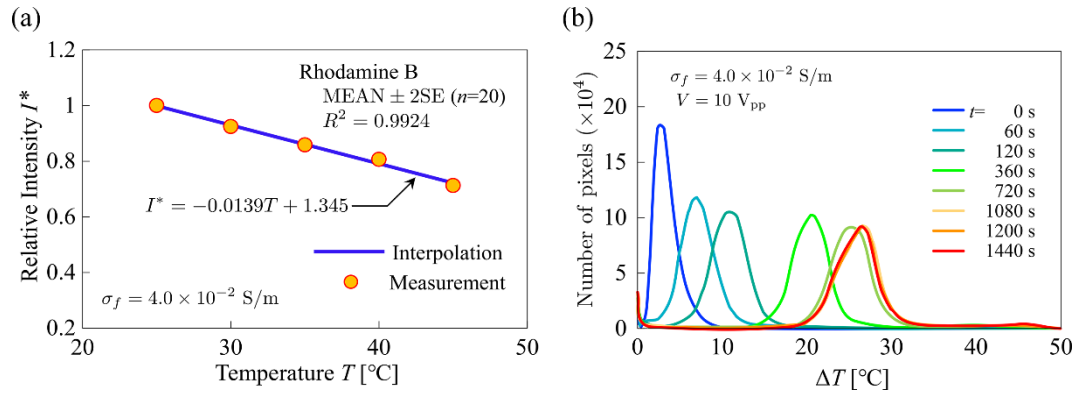 (a)
1.2
1
0.8
0.6
0.4
0.2
Relative Intensity I*
Rhodamine B
MEAN ± 2SE (n=20)
R² = 0.9924
I* = −0.0139T + 1.345
Interpolation
Measurement
σ_f = 4.0 × 10⁻² S/m
20 30 40 50
Temperature T [°C]
(b)
25
20
15
10
5
0
Number of pixels (×10⁴)
σ_f = 4.0 × 10⁻² S/m
V = 10 V_pp
t= 0 s
60 s
120 s
360 s
720 s
1080 s
1200 s
1440 s
0 10 20 30 40 50
ΔT [°C]